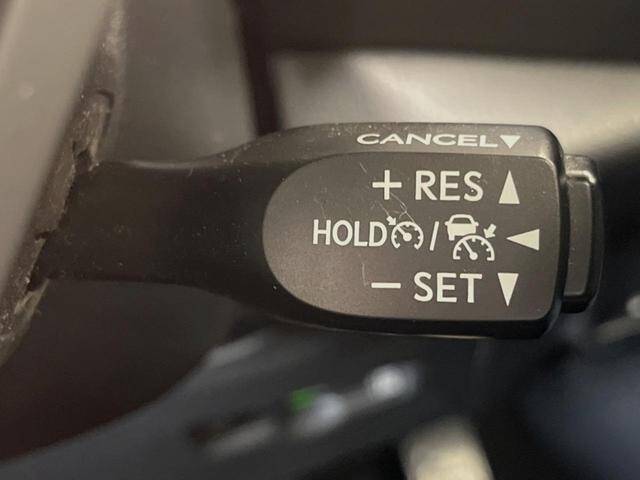 CANCEL▼
+ RES ▲
HOLD / ◀
− SET ▼